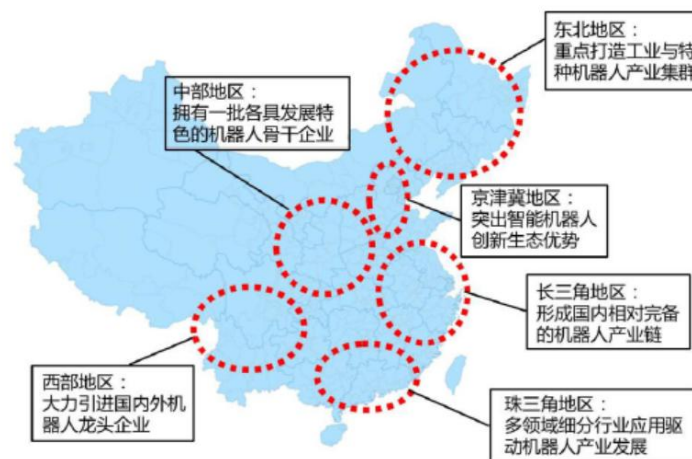 东北地区：
重点打造工业与特
种机器人产业集群
中部地区：
拥有一批各具发展特
色的机器人骨干企业
京津冀地区：
突出智能机器人
创新生态优势
长三角地区：
形成国内相对完备
的机器人产业链
西部地区：
大力引进国内外机
器人龙头企业
珠三角地区：
多领域细分行业应用驱
动机器人产业发展